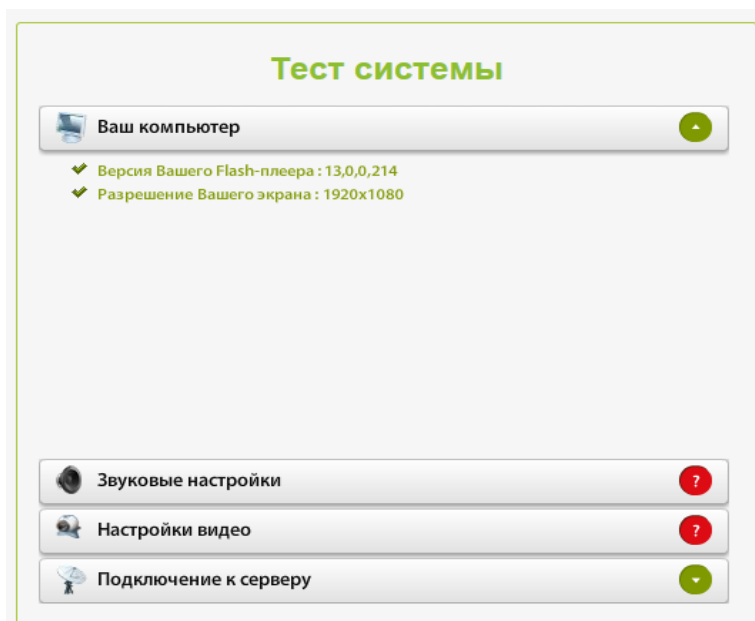 Тест системы
Ваш компьютер
Версия Вашего Flash-плеера : 13,0,0,214
Разрешение Вашего экрана : 1920x1080
Звуковые настройки
?
Настройки видео
?
Подключение к серверу